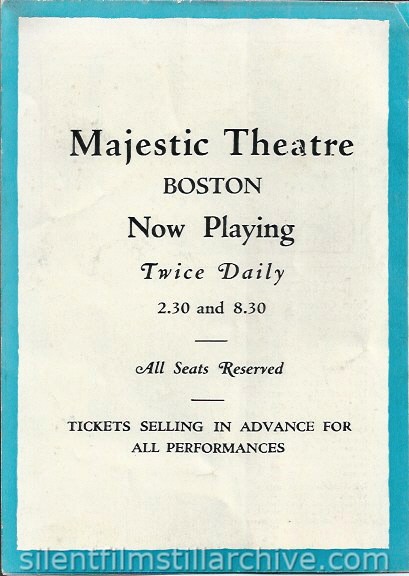 Majestic Theatre
BOSTON
Now Playing
Twice Daily
2.30 and 8.30
All Seats Reserved
TICKETS SELLING IN ADVANCE FOR
ALL PERFORMANCES
silentfilmstillarchive.com